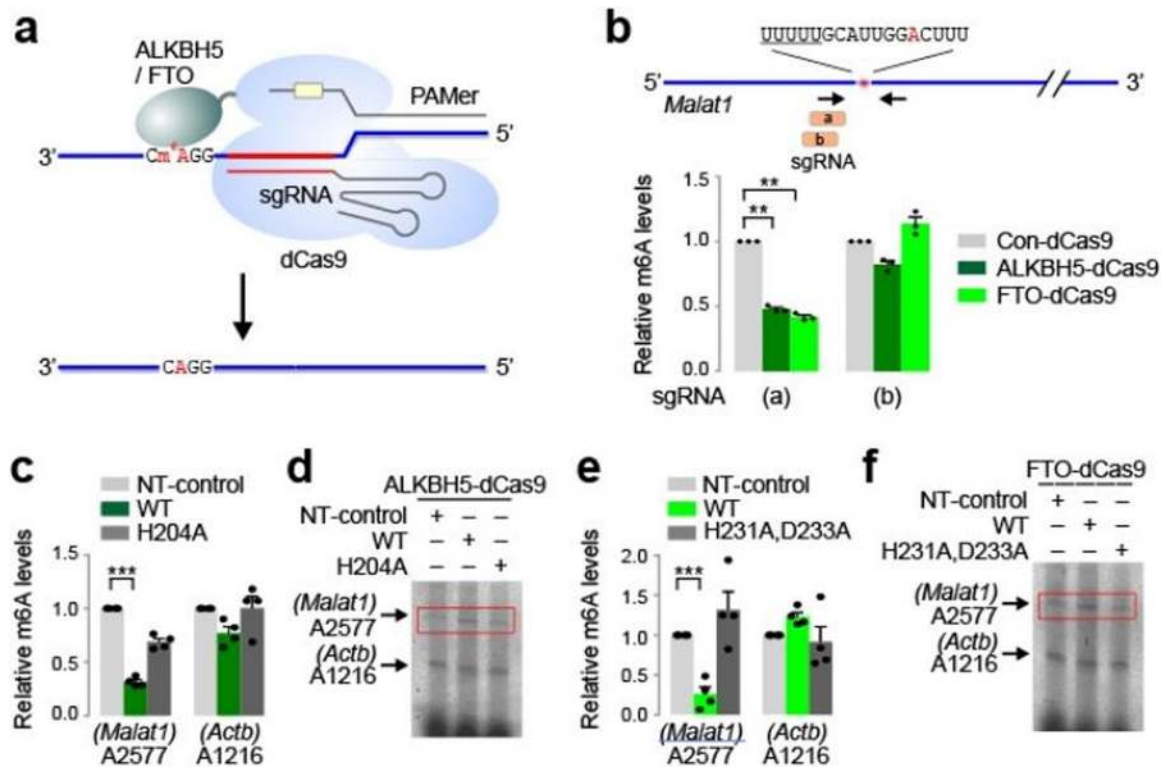 a
ALKBH5
/ FTO
PAMer
5'
3'
Cm⁶AGG
sgRNA
dCas9
3'
CAGG
5'
b
UUUUUGCAUUGGACUUU
5'
3'
Malat1
a
b
sgRNA
Relative m6A levels
1.5
1.0
0.5
0.0
**
**
sgRNA
(a)
(b)
Con-dCas9
ALKBH5-dCas9
FTO-dCas9
c
NT-control
WT
H204A
Relative m6A levels
1.5
1.0
0.5
0.0
***
(Malat1)
A2577
(Actb)
A1216
d
ALKBH5-dCas9
NT-control + – –
WT – + –
H204A – – +
(Malat1)
A2577
(Actb)
A1216
e
NT-control
WT
H231A,D233A
Relative m6A levels
2.0
1.5
1.0
0.5
0.0
***
(Malat1)
A2577
(Actb)
A1216
f
FTO-dCas9
NT-control + – –
WT – + –
H231A,D233A – – +
(Malat1)
A2577
(Actb)
A1216